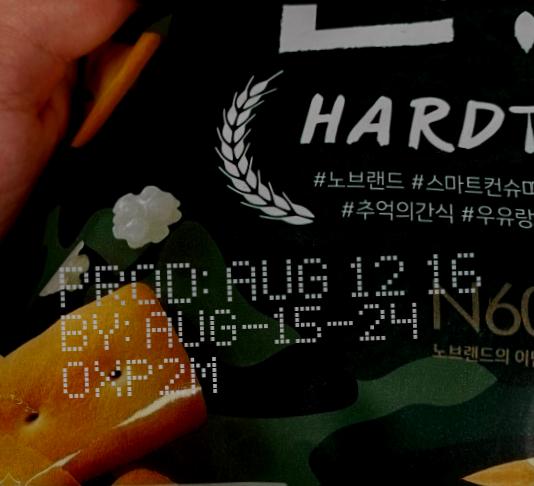 HARDT
#노브랜드 #스마트컨슈머
#추억의간식 #우유랑
PROD: AUG 12 16
BY: AUG-15-24
OXP2M
N60
노브랜드의